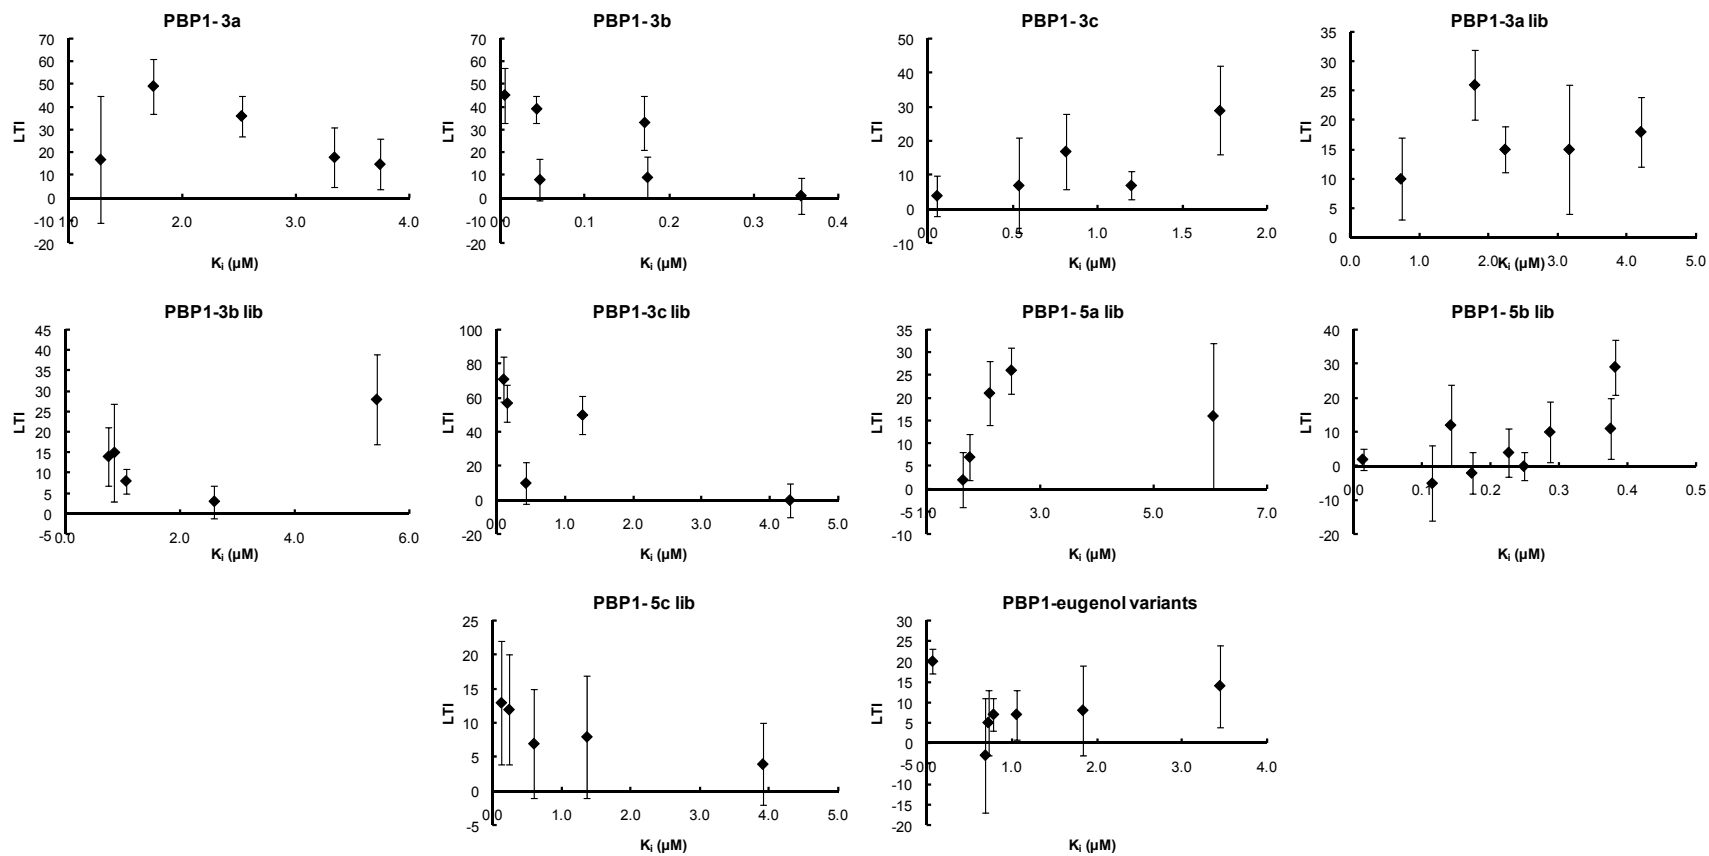 PBP1- 3a
70
60
50
40
30
20
10
0
-10
-20
LTI
1.0 2.0 3.0 4.0
Ki (µM)
PBP1- 3b
70
60
50
40
30
20
10
0
-10
-20
LTI
0.0 0.1 0.2 0.3 0.4
Ki (µM)
PBP1- 3c
50
40
30
20
10
0
-10
LTI
0.0 0.5 1.0 1.5 2.0
Ki (µM)
PBP1-3a lib
35
30
25
20
15
10
5
0
LTI
0.0 1.0 2.0 3.0 4.0 5.0
Ki (µM)
PBP1-3b lib
45
40
35
30
25
20
15
10
5
0
-5
LTI
0.0 2.0 4.0 6.0
Ki (µM)
PBP1-3c lib
100
80
60
40
20
0
-20
LTI
0.0 1.0 2.0 3.0 4.0 5.0
Ki (µM)
PBP1- 5a lib
35
30
25
20
15
10
5
0
-5
-10
LTI
1.0 3.0 5.0 7.0
Ki (µM)
PBP1- 5b lib
40
30
20
10
0
-10
-20
LTI
0.0 0.1 0.2 0.3 0.4 0.5
Ki (µM)
PBP1- 5c lib
25
20
15
10
5
0
-5
LTI
0.0 1.0 2.0 3.0 4.0 5.0
Ki (µM)
PBP1-eugenol variants
30
25
20
15
10
5
0
-5
-10
-15
-20
LTI
0.0 1.0 2.0 3.0 4.0
Ki (µM)